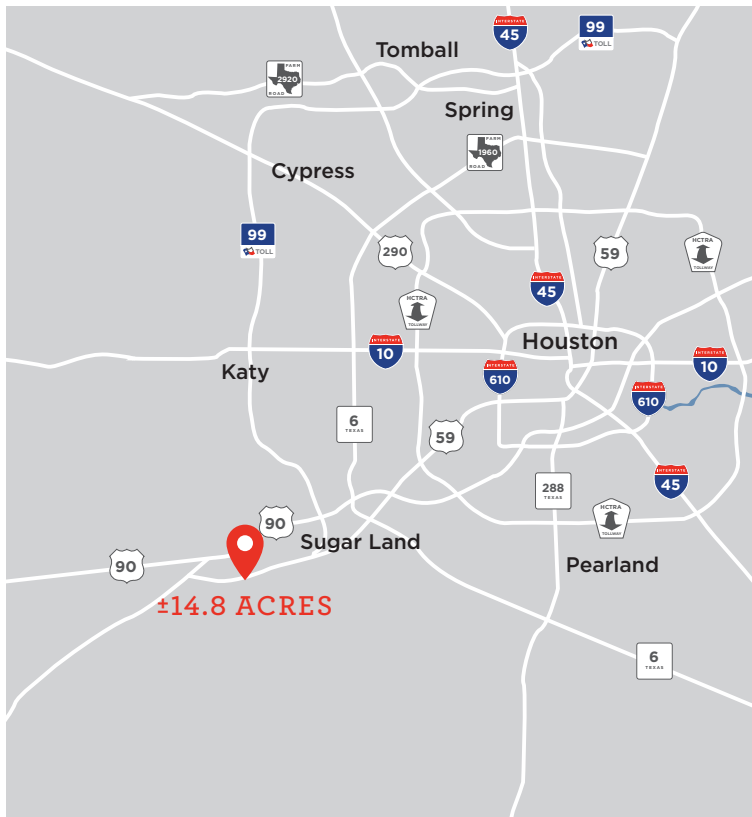 INTERSTATE
45
99
TOLL
Tomball
FARM
2920
ROAD
Spring
FARM
1960
ROAD
Cypress
99
TOLL
290
59
HCTRA
TOLLWAY
INTERSTATE
45
HCTRA
TOLLWAY
Houston
INTERSTATE
10
INTERSTATE
10
Katy
INTERSTATE
610
INTERSTATE
610
6
TEXAS
59
INTERSTATE
45
288
TEXAS
HCTRA
TOLLWAY
90
Sugar Land
90
Pearland
±14.8 ACRES
6
TEXAS